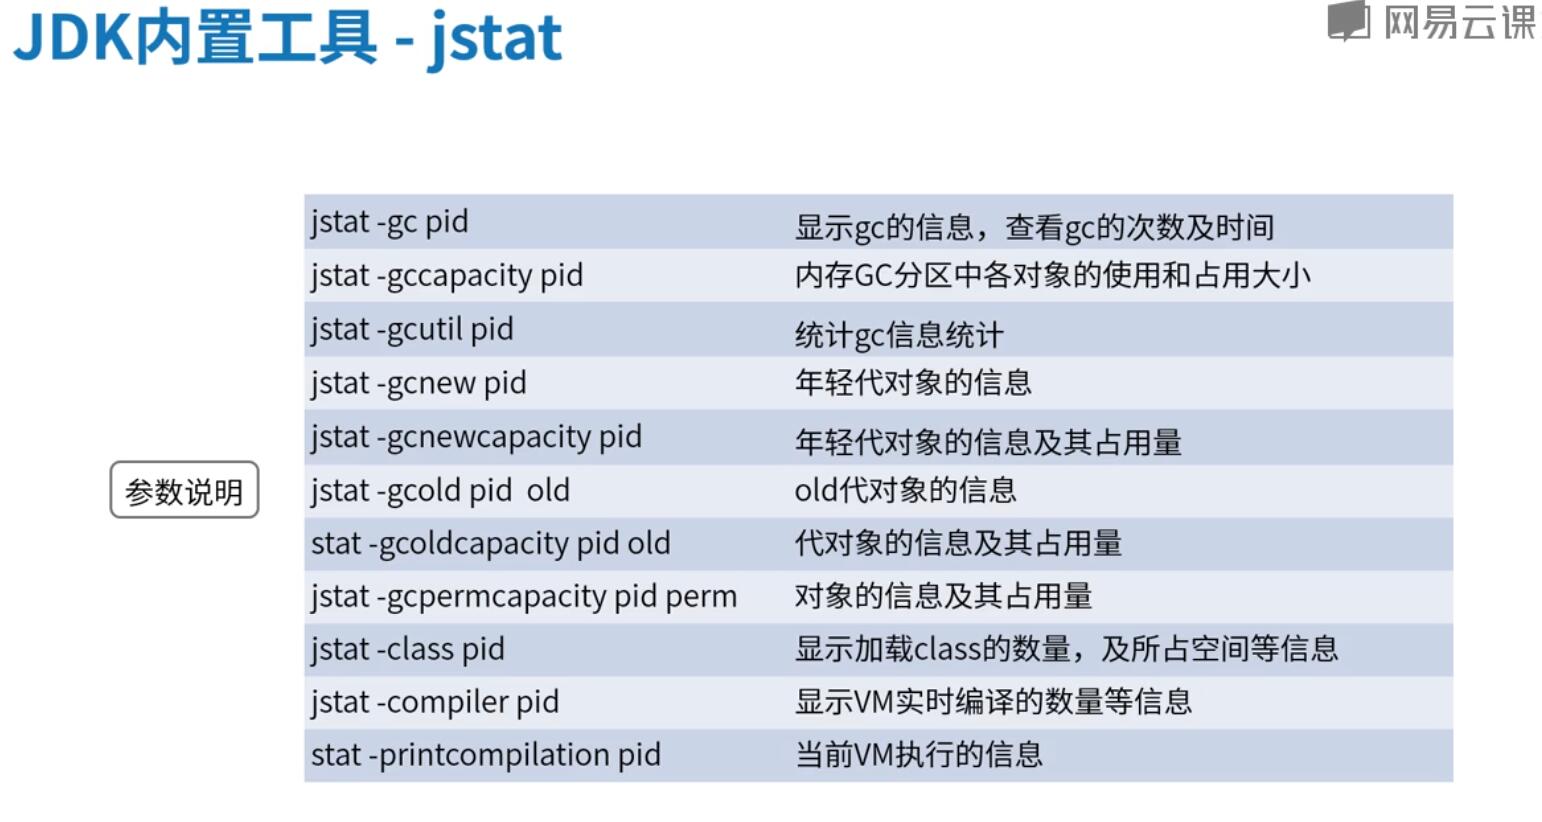 JDK内置工具 - jstat
网易云课
jstat -gc pid 显示gc的信息，查看gc的次数及时间
jstat -gccapacity pid 内存GC分区中各对象的使用和占用大小
jstat -gcutil pid 统计gc信息统计
jstat -gcnew pid 年轻代对象的信息
jstat -gcnewcapacity pid 年轻代对象的信息及其占用量
参数说明
jstat -gcold pid  old old代对象的信息
stat -gcoldcapacity pid old 代对象的信息及其占用量
jstat -gcpermcapacity pid perm 对象的信息及其占用量
jstat -class pid 显示加载class的数量，及所占空间等信息
jstat -compiler pid 显示VM实时编译的数量等信息
stat -printcompilation pid 当前VM执行的信息